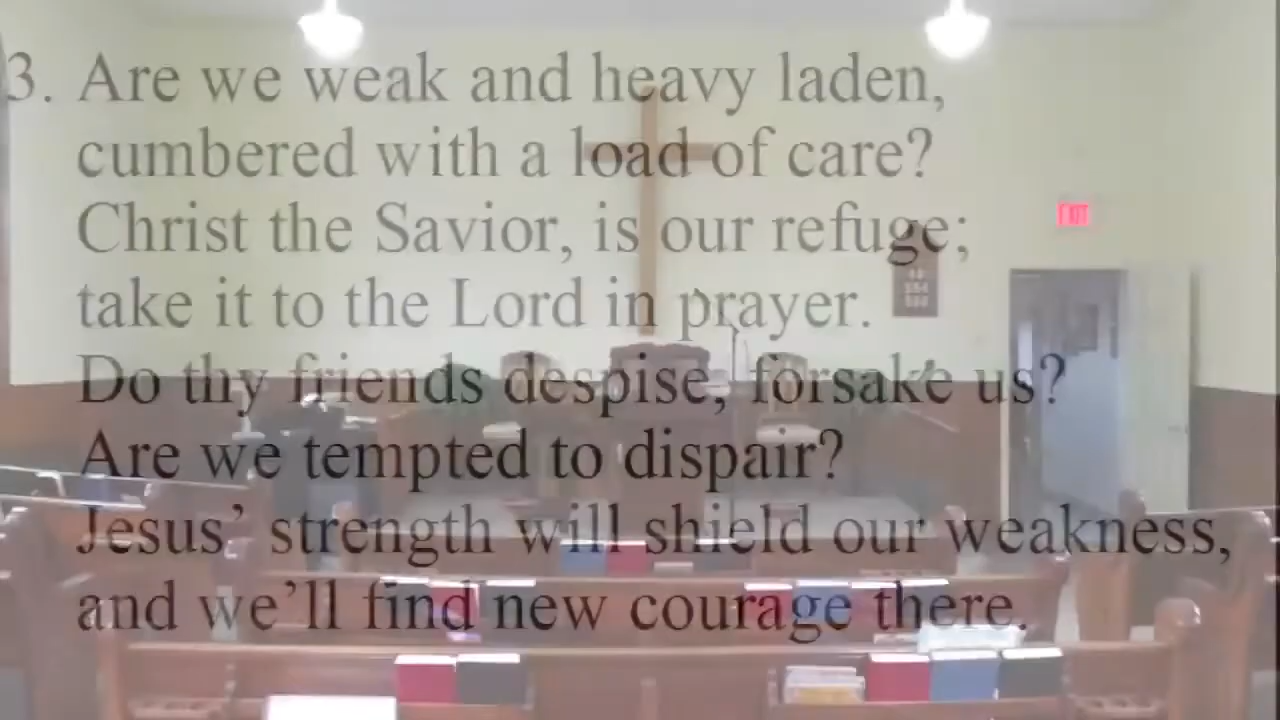 3. Are we weak and heavy laden,
cumbered with a load of care?
Christ the Savior, is our refuge;
take it to the Lord in prayer.
Do thy friends despise, forsake us?
Are we tempted to dispair?
Jesus’ strength will shield our weakness,
and we’ll find new courage there.
EXIT